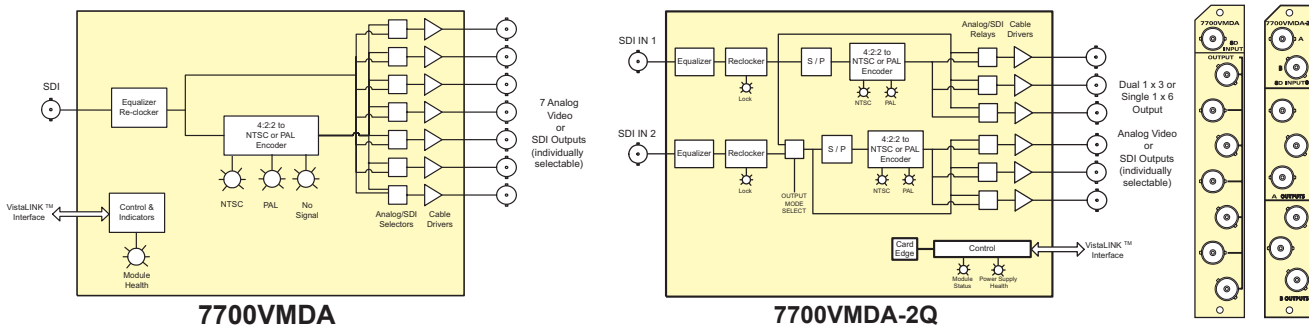 SDI
Equalizer
Re-clocker
4:2:2 to
NTSC or PAL
Encoder
NTSC
PAL
No
Signal
VistaLINK ™
Interface
Control &
Indicators
Module
Health
Analog/SDI
Selectors
Cable
Drivers
7 Analog
Video
or
SDI Outputs
(individually
selectable)
7700VMDA
SDI IN 1
Equalizer
Reclocker
Lock
S / P
4:2:2 to
NTSC or PAL
Encoder
NTSC
PAL
Analog/SDI
Relays
Cable
Drivers
SDI IN 2
Equalizer
Reclocker
Lock
OUTPUT
MODE
SELECT
S / P
4:2:2 to
NTSC or PAL
Encoder
NTSC
PAL
Dual 1 x 3 or
Single 1 x 6
Output
Analog Video
or
SDI Outputs
(individually
selectable)
Card
Edge
Control
Module
Status
Power Supply
Health
VistaLINK ™
Interface
7700VMDA-2Q
7700VMDA
SD
INPUT
OUTPUT
7700VMDA-2
A
B
SD INPUTS
A OUTPUTS
B OUTPUTS